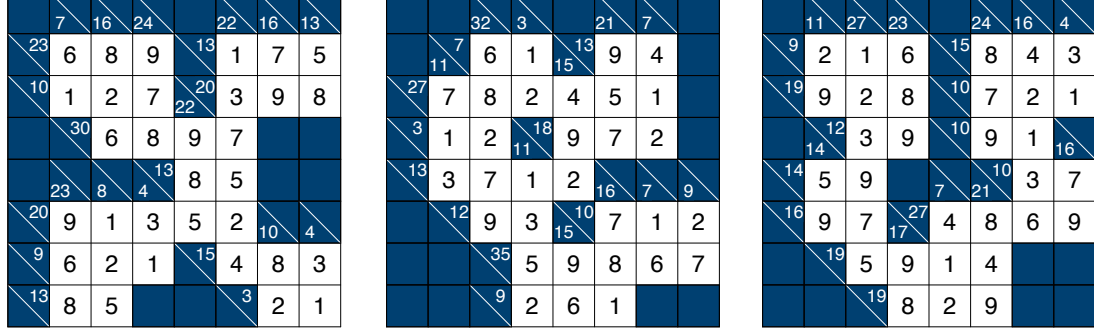 7 16 24 22 16 13
23 6 8 9 13 1 7 5
10 1 2 7 20 22 3 9 8
30 6 8 9 7
23 8 13 4 8 5
20 9 1 3 5 2 10 4
9 6 2 1 15 4 8 3
13 8 5 3 2 1
32 3 21 7
7 11 6 1 13 15 9 4
27 7 8 2 4 5 1
3 1 2 18 11 9 7 2
13 3 7 1 2 16 7 9
12 9 3 10 15 7 1 2
35 5 9 8 6 7
9 2 6 1
11 27 23 24 16 4
9 2 1 6 15 8 4 3
19 9 2 8 10 7 2 1
12 14 3 9 10 9 1 16
14 5 9 7 10 21 3 7
16 9 7 27 17 4 8 6 9
19 5 9 1 4
19 8 2 9